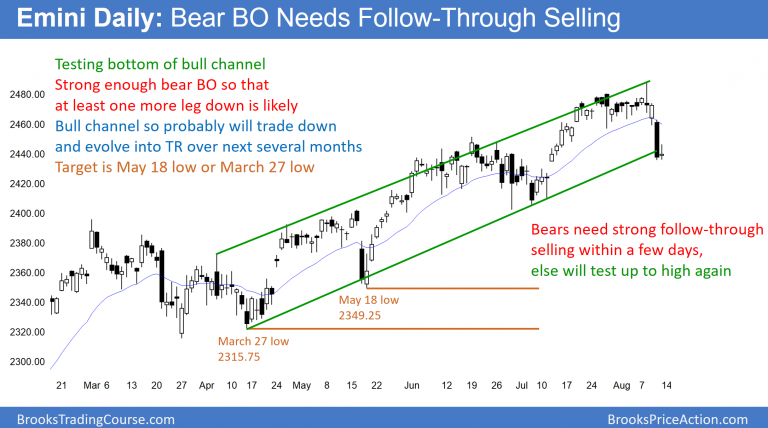 Emini Daily: Bear BO Needs Follow-Through Selling
Testing bottom of bull channel
Strong enough bear BO so that
at least one more leg down is likely
Bull channel so probably will trade down
and evolve into TR over next several months
Target is May 18 low or March 27 low
2480.00
2460.00
2440.00
2420.00
2400.00
2380.00
2360.00
2340.00
2320.00
2300.00
Bears need strong follow-through
selling within a few days,
else will test up to high again
May 18 low
2349.25
March 27 low
2315.75
21 Mar 6 13 20 27 Apr 10 17 24 May 8 15 22 Jun 12 19 26 Jul 10 17 24 Aug 7 14
BrooksTradingCourse.com BrooksPriceAction.com